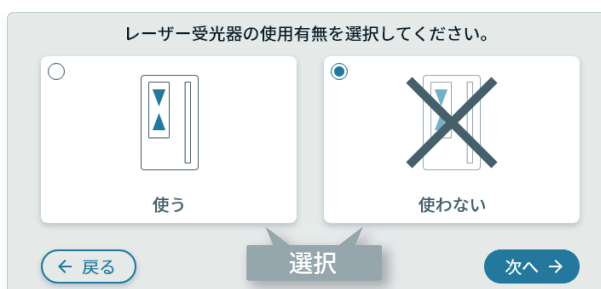 レーザー受光器の使用有無を選択してください。
使う
使わない
← 戻る
選択
次へ →